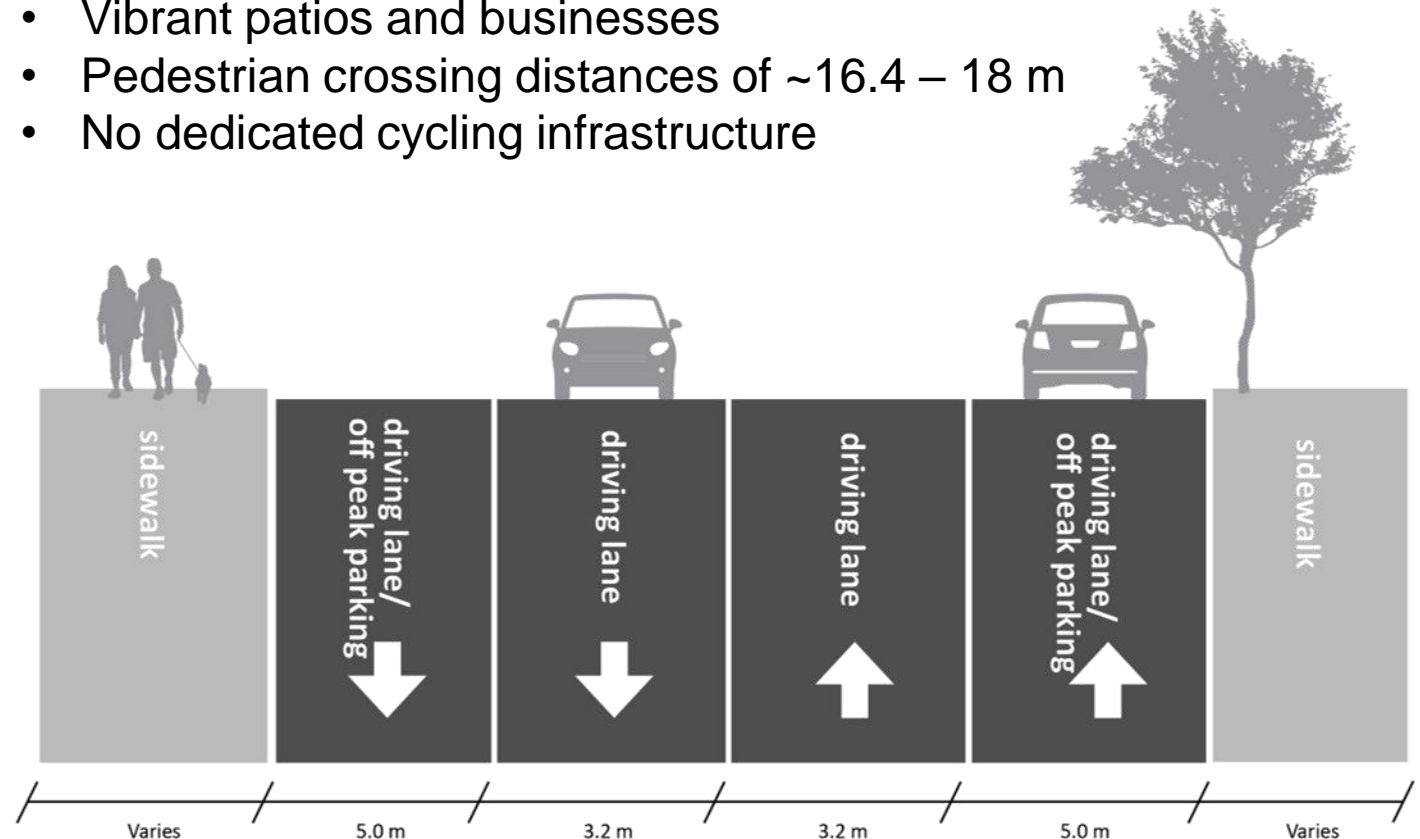 • Vibrant patios and businesses
• Pedestrian crossing distances of ~16.4 – 18 m
• No dedicated cycling infrastructure
sidewalk
driving lane/
off peak parking
driving lane
driving lane
driving lane/
off peak parking
sidewalk
Varies
5.0 m
3.2 m
3.2 m
5.0 m
Varies